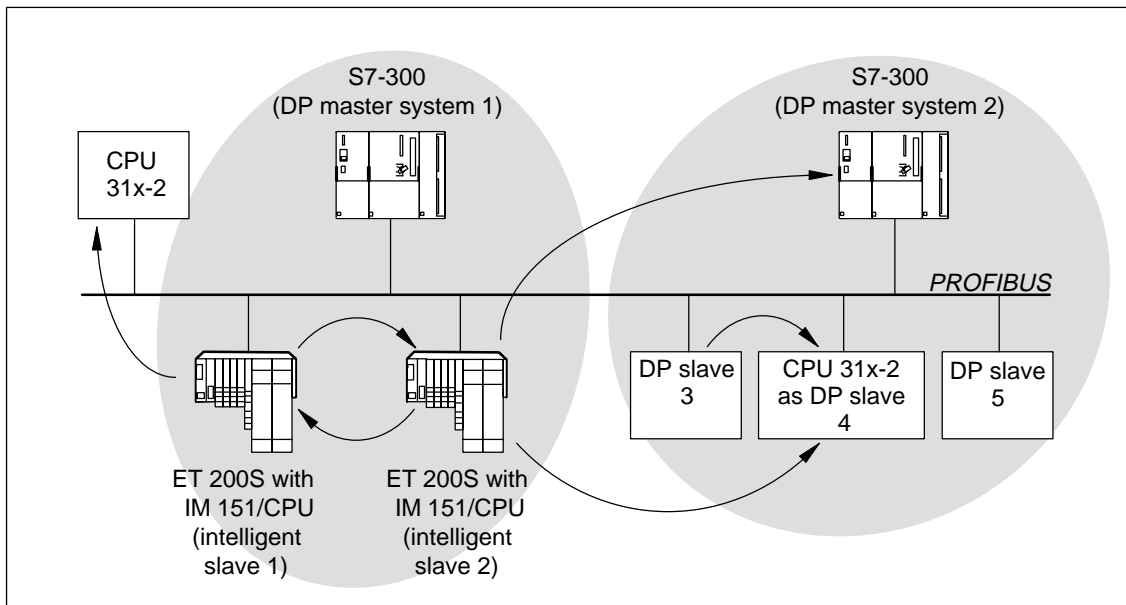 S7-300
(DP master system 1)
S7-300
(DP master system 2)
CPU
31x-2
PROFIBUS
DP slave
3
CPU 31x-2
as DP slave
4
DP slave
5
ET 200S with
IM 151/CPU
(intelligent
slave 1)
ET 200S with
IM 151/CPU
(intelligent
slave 2)